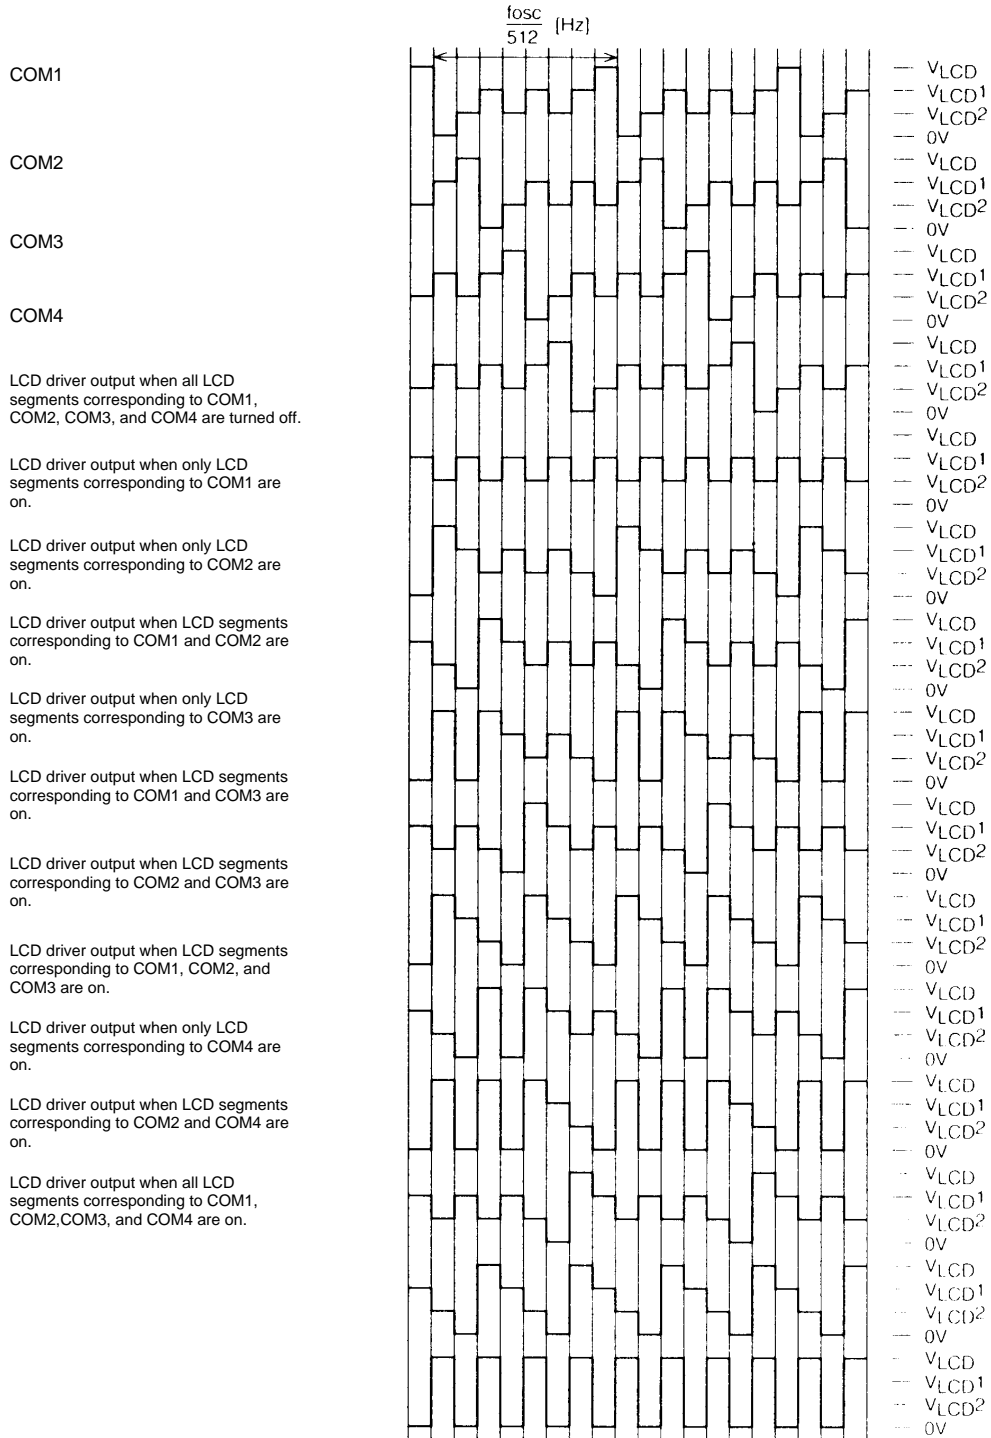 fosc
512 [Hz]
COM1
COM2
COM3
COM4
LCD driver output when all LCD
segments corresponding to COM1,
COM2, COM3, and COM4 are turned off.
LCD driver output when only LCD
segments corresponding to COM1 are
on.
LCD driver output when only LCD
segments corresponding to COM2 are
on.
LCD driver output when LCD segments
corresponding to COM1 and COM2 are
on.
LCD driver output when only LCD
segments corresponding to COM3 are
on.
LCD driver output when LCD segments
corresponding to COM1 and COM3 are
on.
LCD driver output when LCD segments
corresponding to COM2 and COM3 are
on.
LCD driver output when LCD segments
corresponding to COM1, COM2, and
COM3 are on.
LCD driver output when only LCD
segments corresponding to COM4 are
on.
LCD driver output when LCD segments
corresponding to COM2 and COM4 are
on.
LCD driver output when all LCD
segments corresponding to COM1,
COM2,COM3, and COM4 are on.
VLCD
VLCD1
VLCD2
0V
VLCD
VLCD1
VLCD2
0V
VLCD
VLCD1
VLCD2
0V
VLCD
VLCD1
VLCD2
0V
VLCD
VLCD1
VLCD2
0V
VLCD
VLCD1
VLCD2
0V
VLCD
VLCD1
VLCD2
0V
VLCD
VLCD1
VLCD2
0V
VLCD
VLCD1
VLCD2
0V
VLCD
VLCD1
VLCD2
0V
VLCD
VLCD1
VLCD2
0V
VLCD
VLCD1
VLCD2
0V
VLCD
VLCD1
VLCD2
0V
VLCD
VLCD1
VLCD2
0V
VLCD
VLCD1
VLCD2
0V